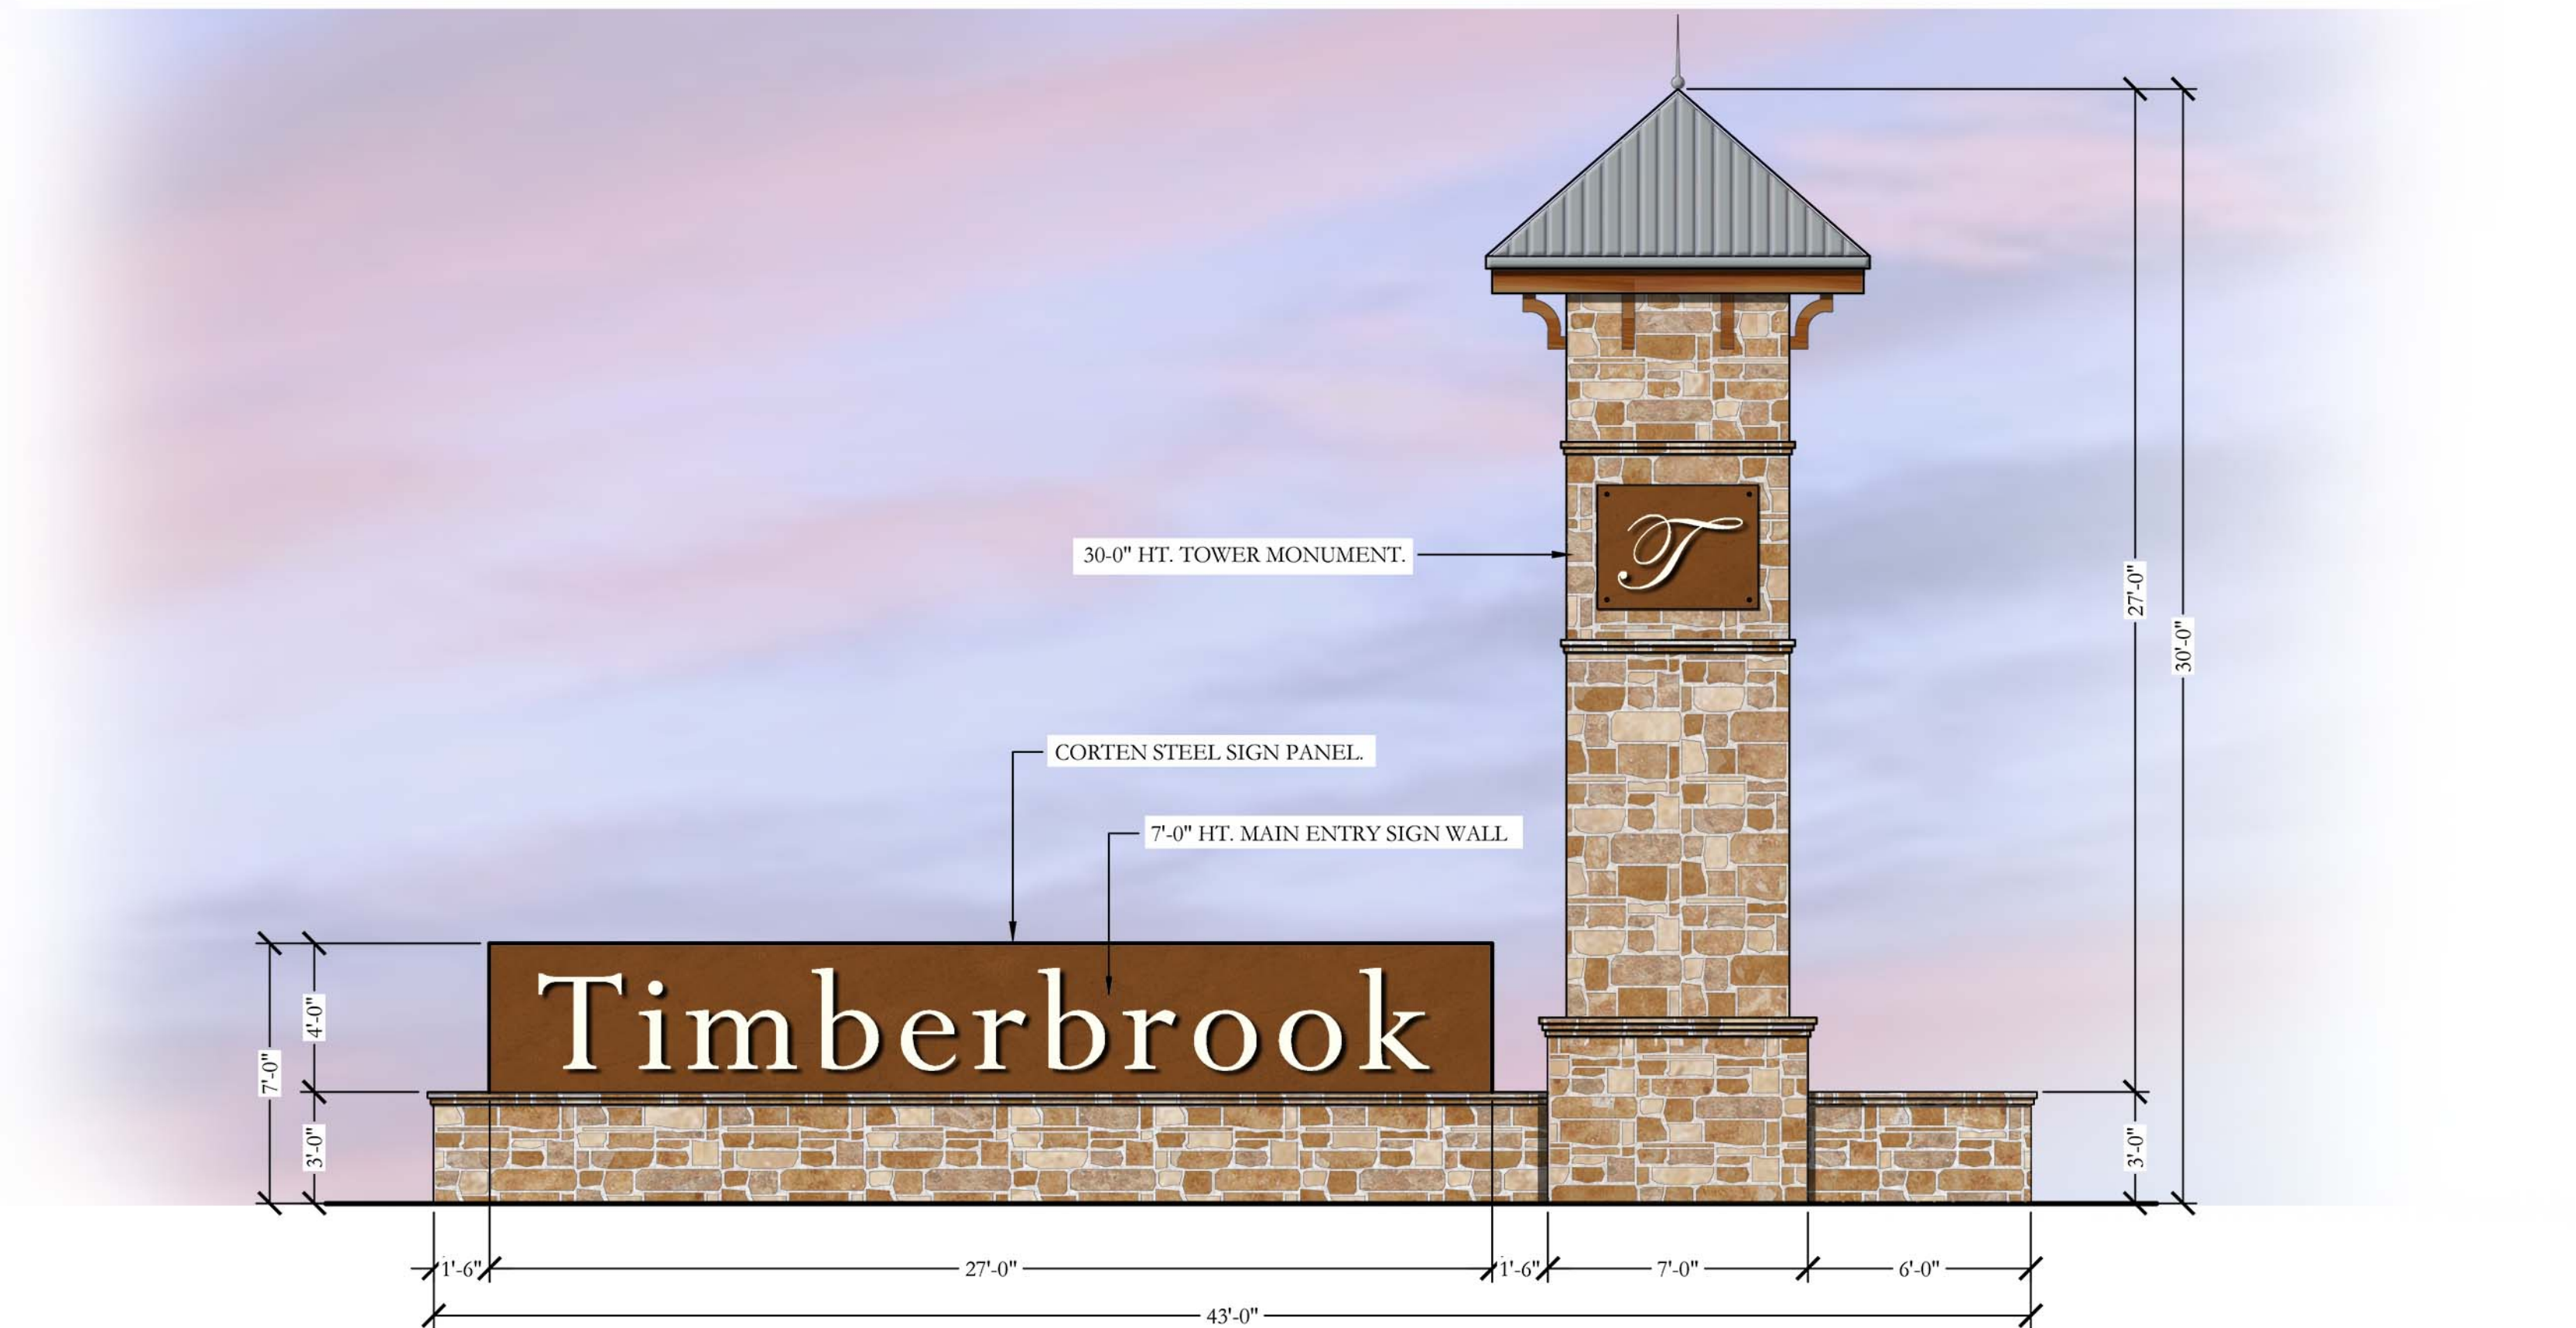 30-0" HT. TOWER MONUMENT.
T
27'-0"
30'-0"
CORTEN STEEL SIGN PANEL.
7'-0" HT. MAIN ENTRY SIGN WALL
Timberbrook
4'-0"
7'-0"
3'-0"
3'-0"
1'-6" 27'-0" 1'-6" 7'-0" 6'-0"
43'-0"